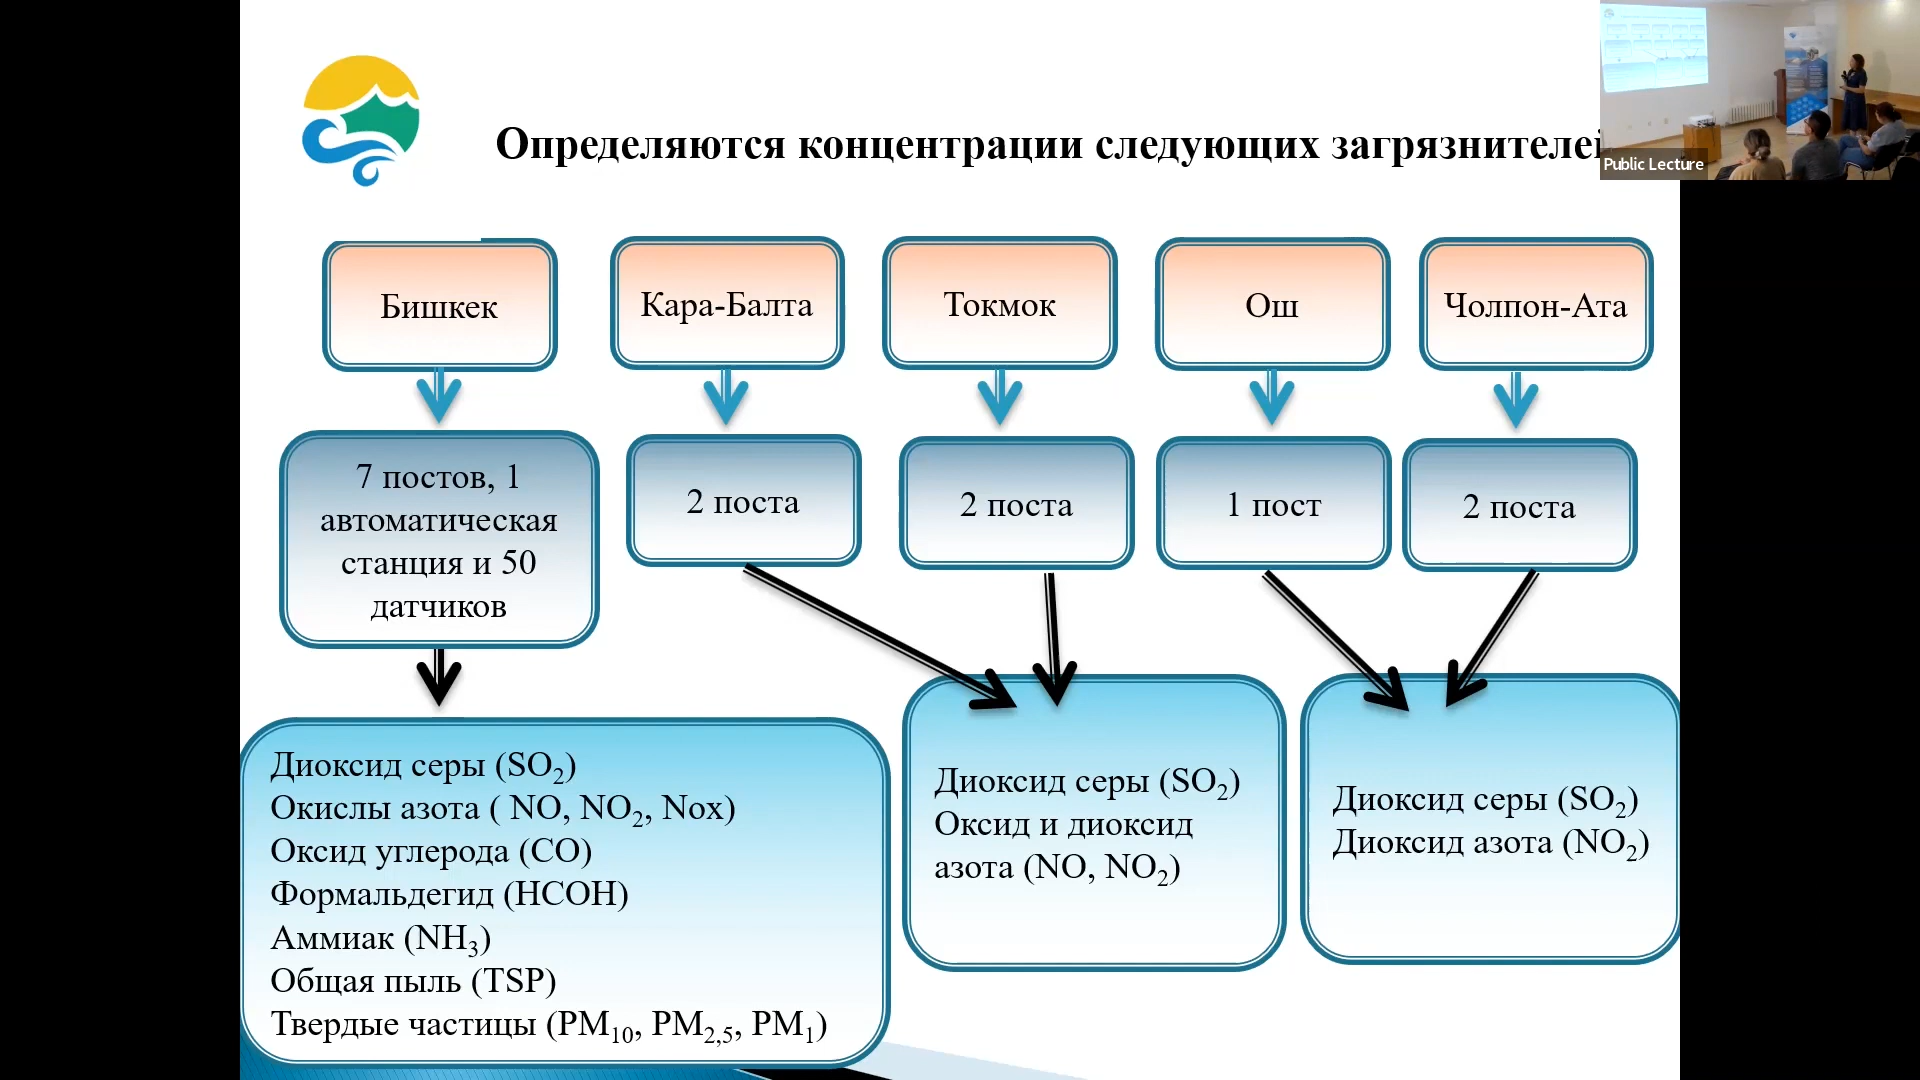 Определяются концентрации следующих загрязнителей
Public Lecture
Бишкек
Кара-Балта
Токмок
Ош
Чолпон-Ата
7 постов, 1
автоматическая
станция и 50
датчиков
2 поста
2 поста
1 пост
2 поста
Диоксид серы (SO₂)
Окислы азота ( NO, NO₂, Nox)
Оксид углерода (CO)
Формальдегид (HCOH)
Аммиак (NH₃)
Общая пыль (TSP)
Твердые частицы (PM₁₀, PM₂,₅, PM₁)
Диоксид серы (SO₂)
Оксид и диоксид
азота (NO, NO₂)
Диоксид серы (SO₂)
Диоксид азота (NO₂)